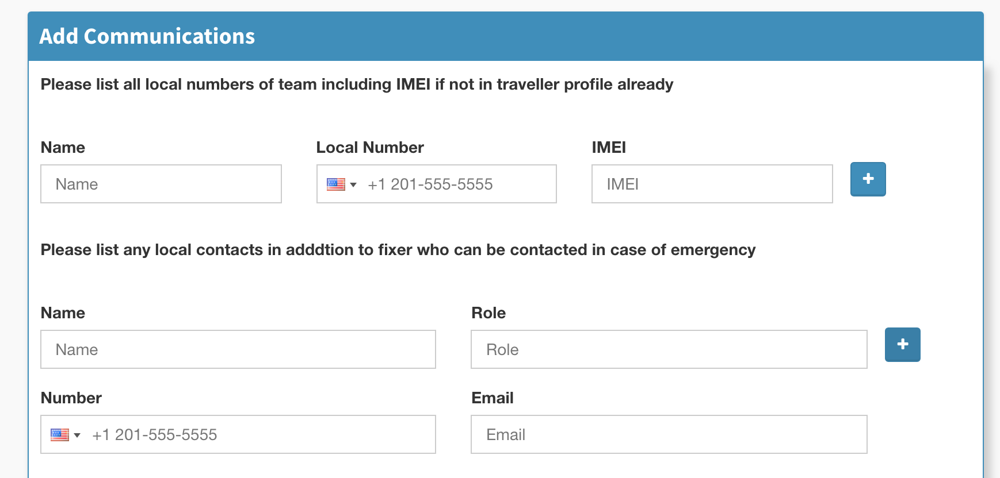 Add Communications
Please list all local numbers of team including IMEI if not in traveller profile already
Name Local Number IMEI
Name +1 201-555-5555 IMEI +
Please list any local contacts in adddtion to fixer who can be contacted in case of emergency
Name Role
Name Role +
Number Email
+1 201-555-5555 Email